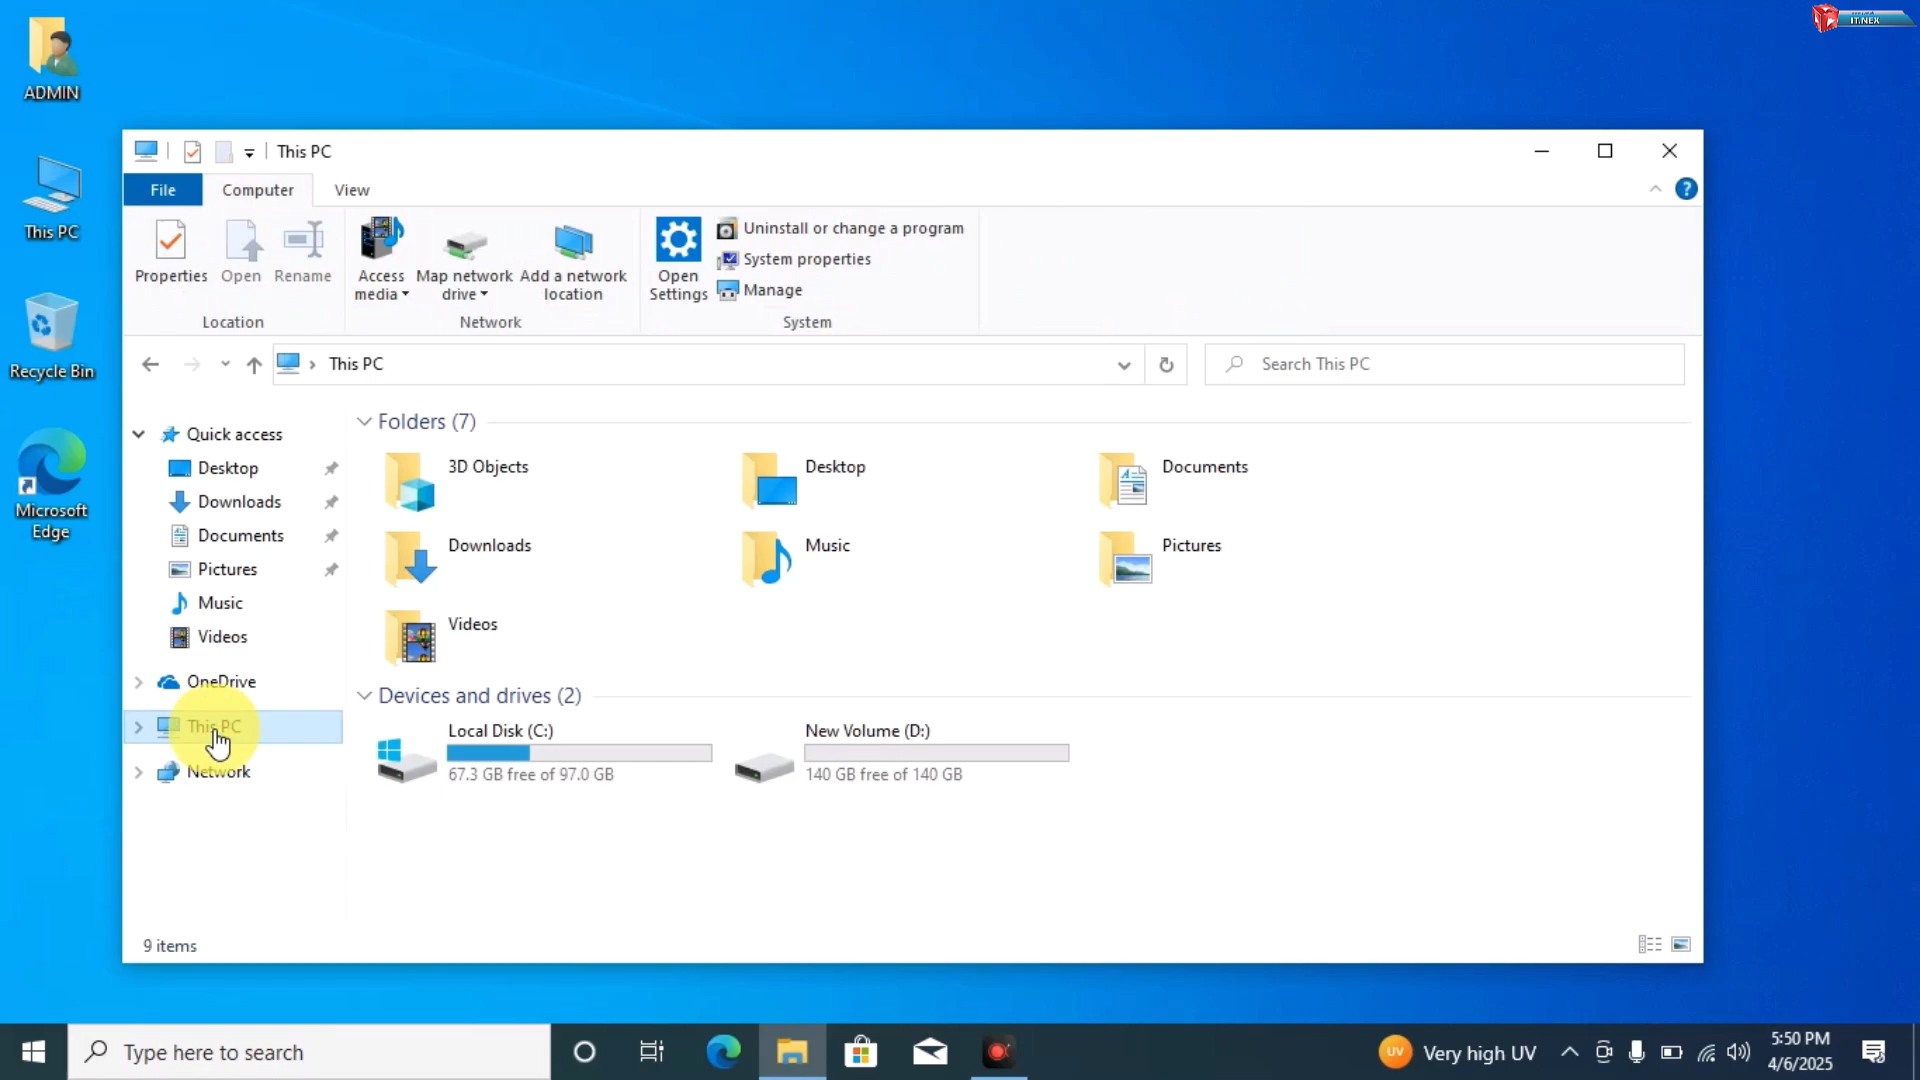 IT.NEX
ADMIN
This PC
Recycle Bin
Microsoft
Edge
This PC
File
Computer
View
Properties
Open
Rename
Access
media
Map network
drive
Add a network
location
Open
Settings
Uninstall or change a program
System properties
Manage
Location
Network
System
This PC
Search This PC
Quick access
Desktop
Downloads
Documents
Pictures
Music
Videos
OneDrive
This PC
Network
Folders (7)
3D Objects
Desktop
Documents
Downloads
Music
Pictures
Videos
Devices and drives (2)
Local Disk (C:)
67.3 GB free of 97.0 GB
New Volume (D:)
140 GB free of 140 GB
9 items
Type here to search
UV
Very high UV
5:50 PM
4/6/2025